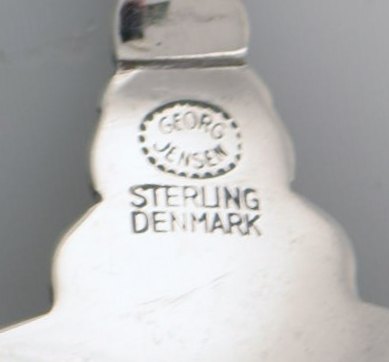 GEORG
JENSEN
STERLING
DENMARK